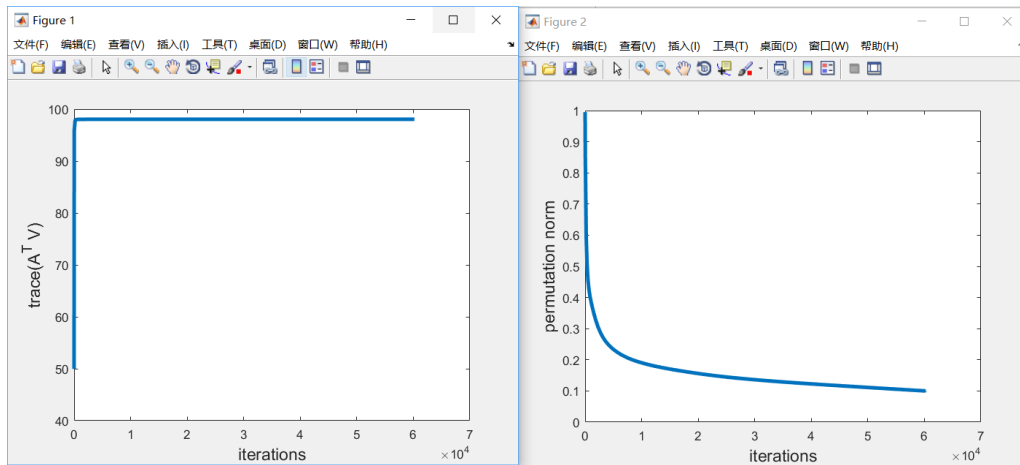 Figure 1
文件(F) 编辑(E) 查看(V) 插入(I) 工具(T) 桌面(D) 窗口(W) 帮助(H)
100
90
80
70
60
50
40
trace(A^T V)
0 1 2 3 4 5 6 7
iterations
×10^4
Figure 2
文件(F) 编辑(E) 查看(V) 插入(I) 工具(T) 桌面(D) 窗口(W) 帮助(H)
1
0.9
0.8
0.7
0.6
0.5
0.4
0.3
0.2
0.1
0
permutation norm
0 1 2 3 4 5 6 7
iterations
×10^4